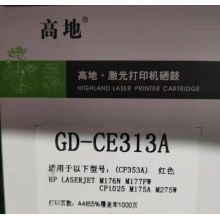 高地®
高地·激光打印机硒鼓
HIGHLAND LASER PRINTER CARTRIDGE
GD-CE313A
适用于以下型号: (CF353A) 红色
HP LASERJET M176N M177FW
CP1025 M175A M275W
打印页数: A4纸5%覆盖率1000页